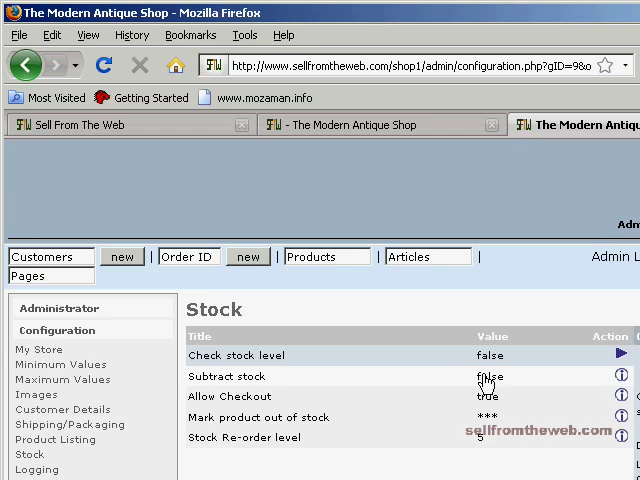 The Modern Antique Shop - Mozilla Firefox
File Edit View History Bookmarks Tools Help
http://www.sellfromtheweb.com/shop1/admin/configuration.php?gID=9&o
Most Visited Getting Started www.mozaman.info
Sell From The Web - The Modern Antique Shop The Modern Antiqu
Adm
Customers new | Order ID new | Products | Articles | Admin L
Pages
Administrator
Configuration
My Store
Minimum Values
Maximum Values
Images
Customer Details
Shipping/Packaging
Product Listing
Stock
Logging
Stock
Title Value Action
Check stock level false
Subtract stock false
Allow Checkout true
Mark product out of stock ***
Stock Re-order level 5
sellfromtheweb.com